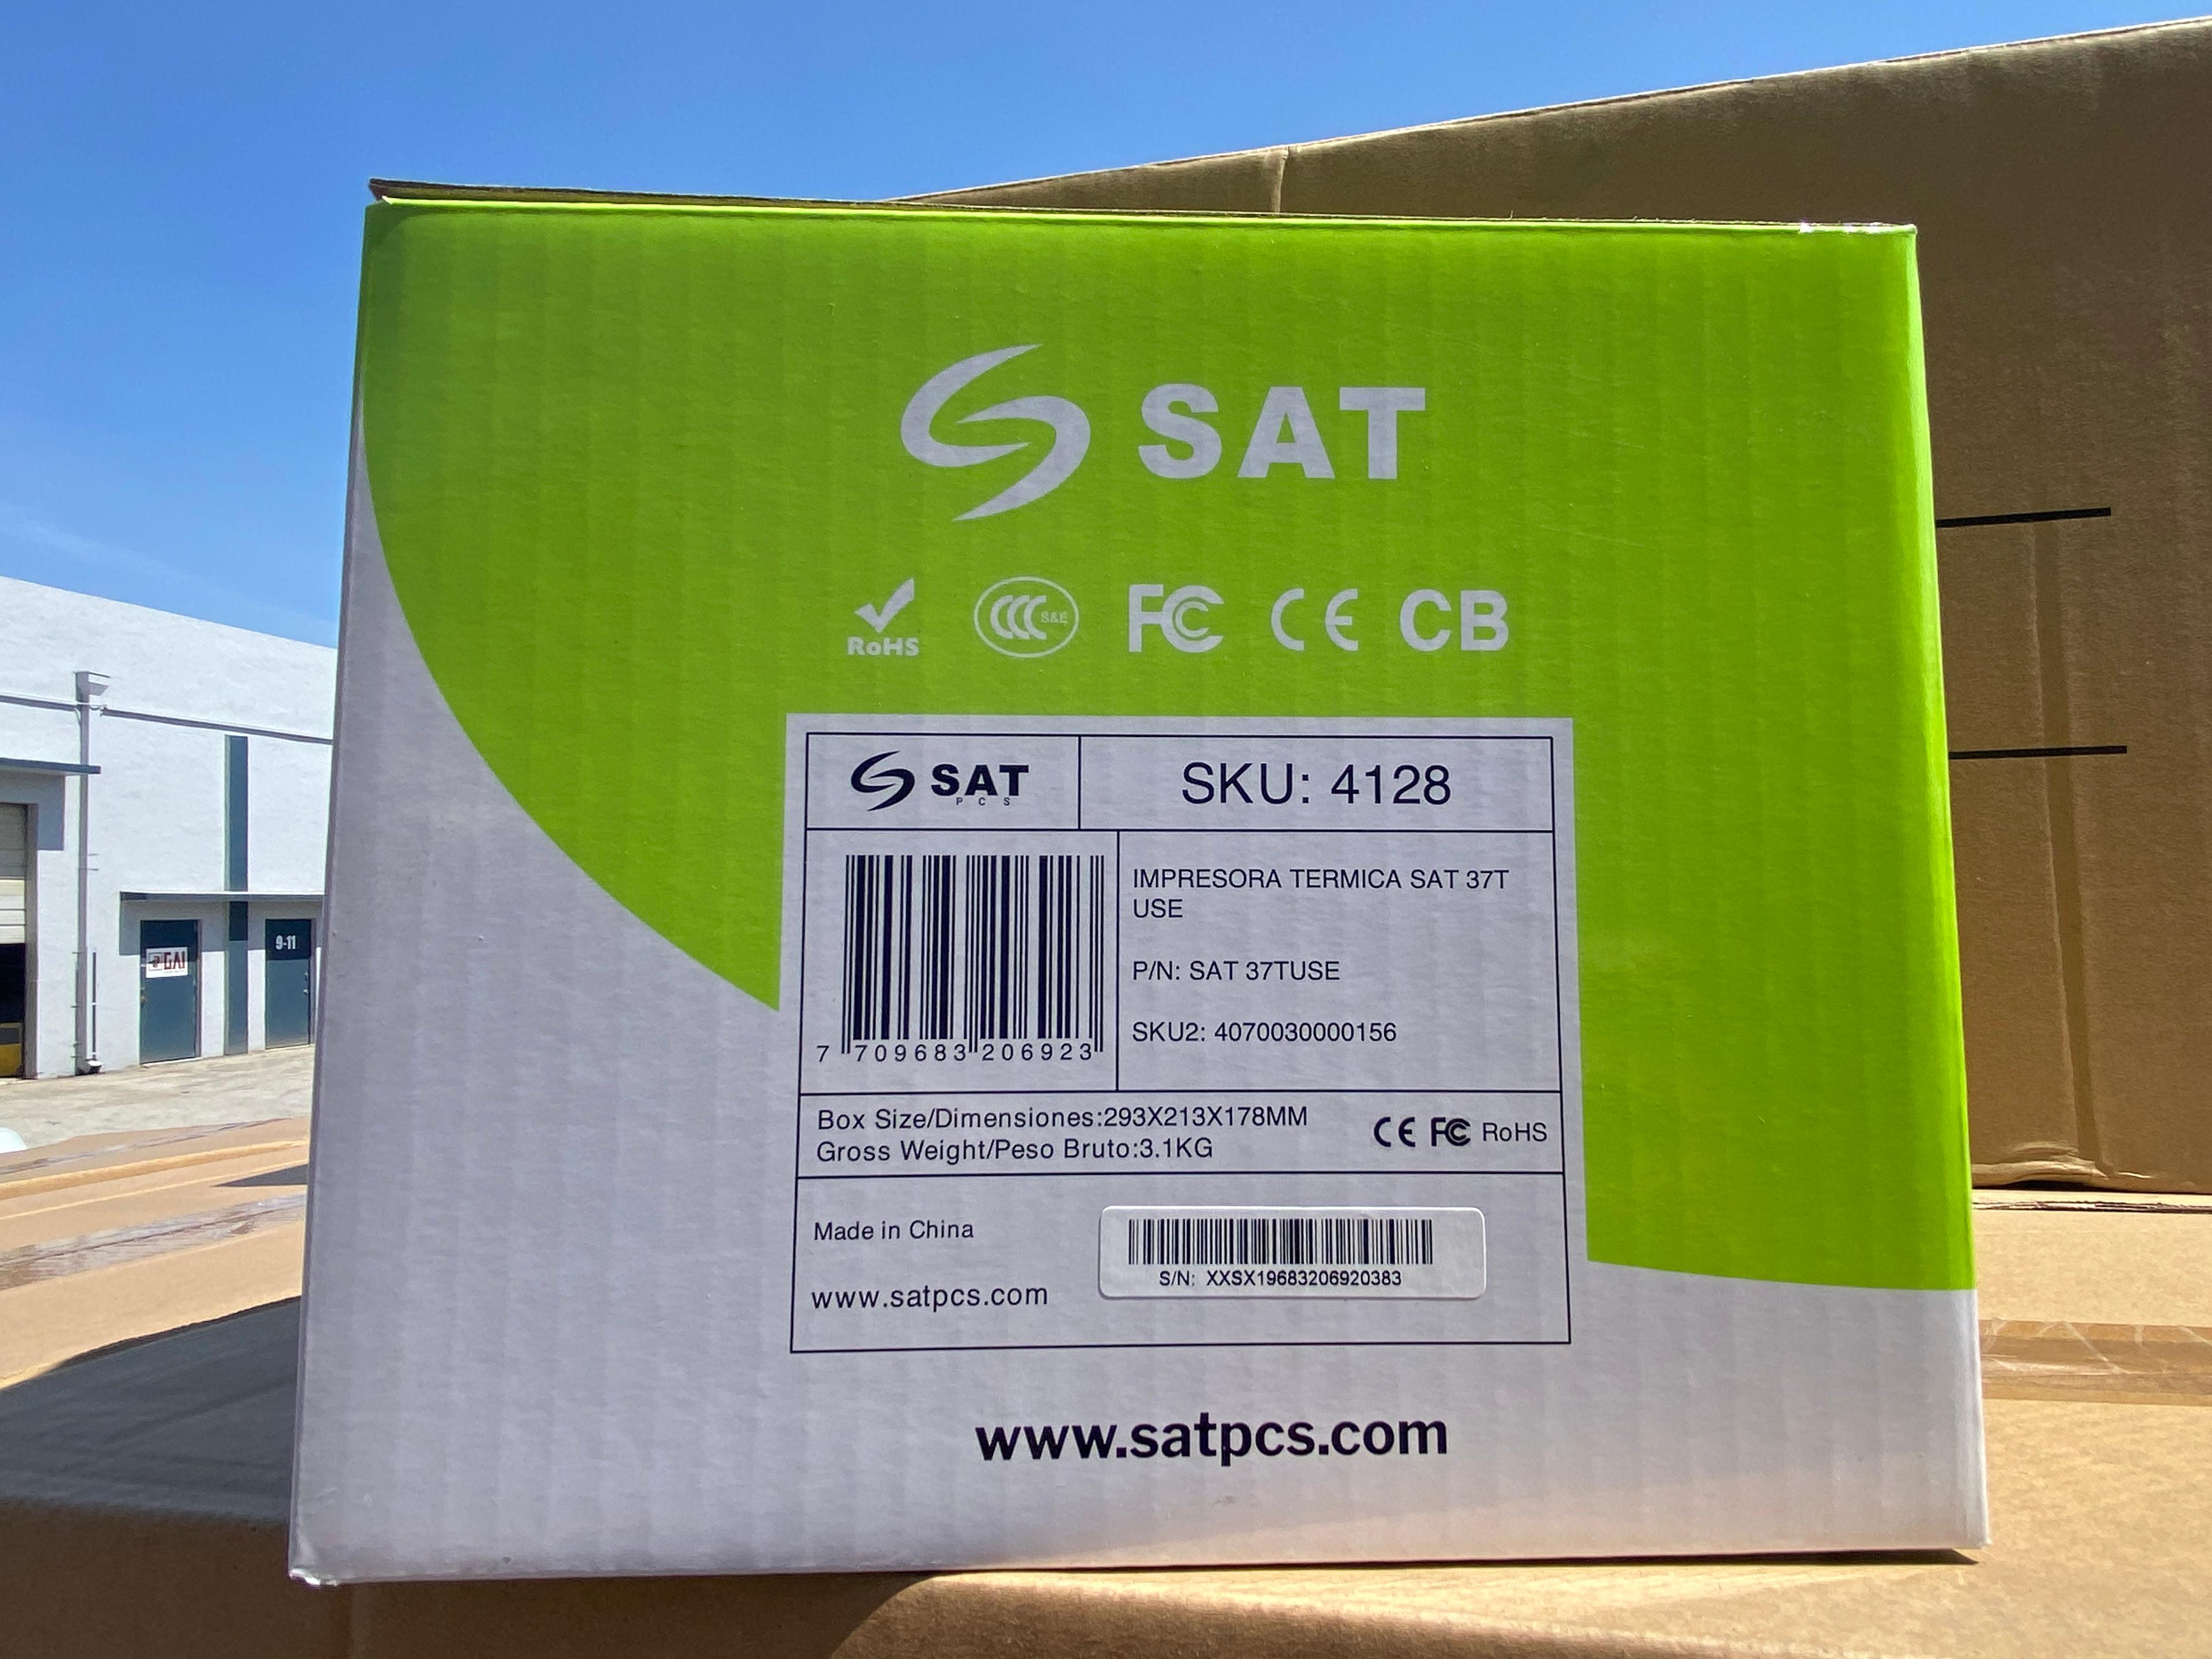 SAT
RoHS
CCC S&E
FC CE CB
SAT
PCS
SKU: 4128
IMPRESORA TERMICA SAT 37T
USE
P/N: SAT 37TUSE
SKU2: 4070030000156
7 709683 206923
Box Size/Dimensiones:293X213X178MM
Gross Weight/Peso Bruto:3.1KG
CE FC RoHS
Made in China
S/N: XXSX19683206920383
www.satpcs.com
www.satpcs.com
GAI
9-11